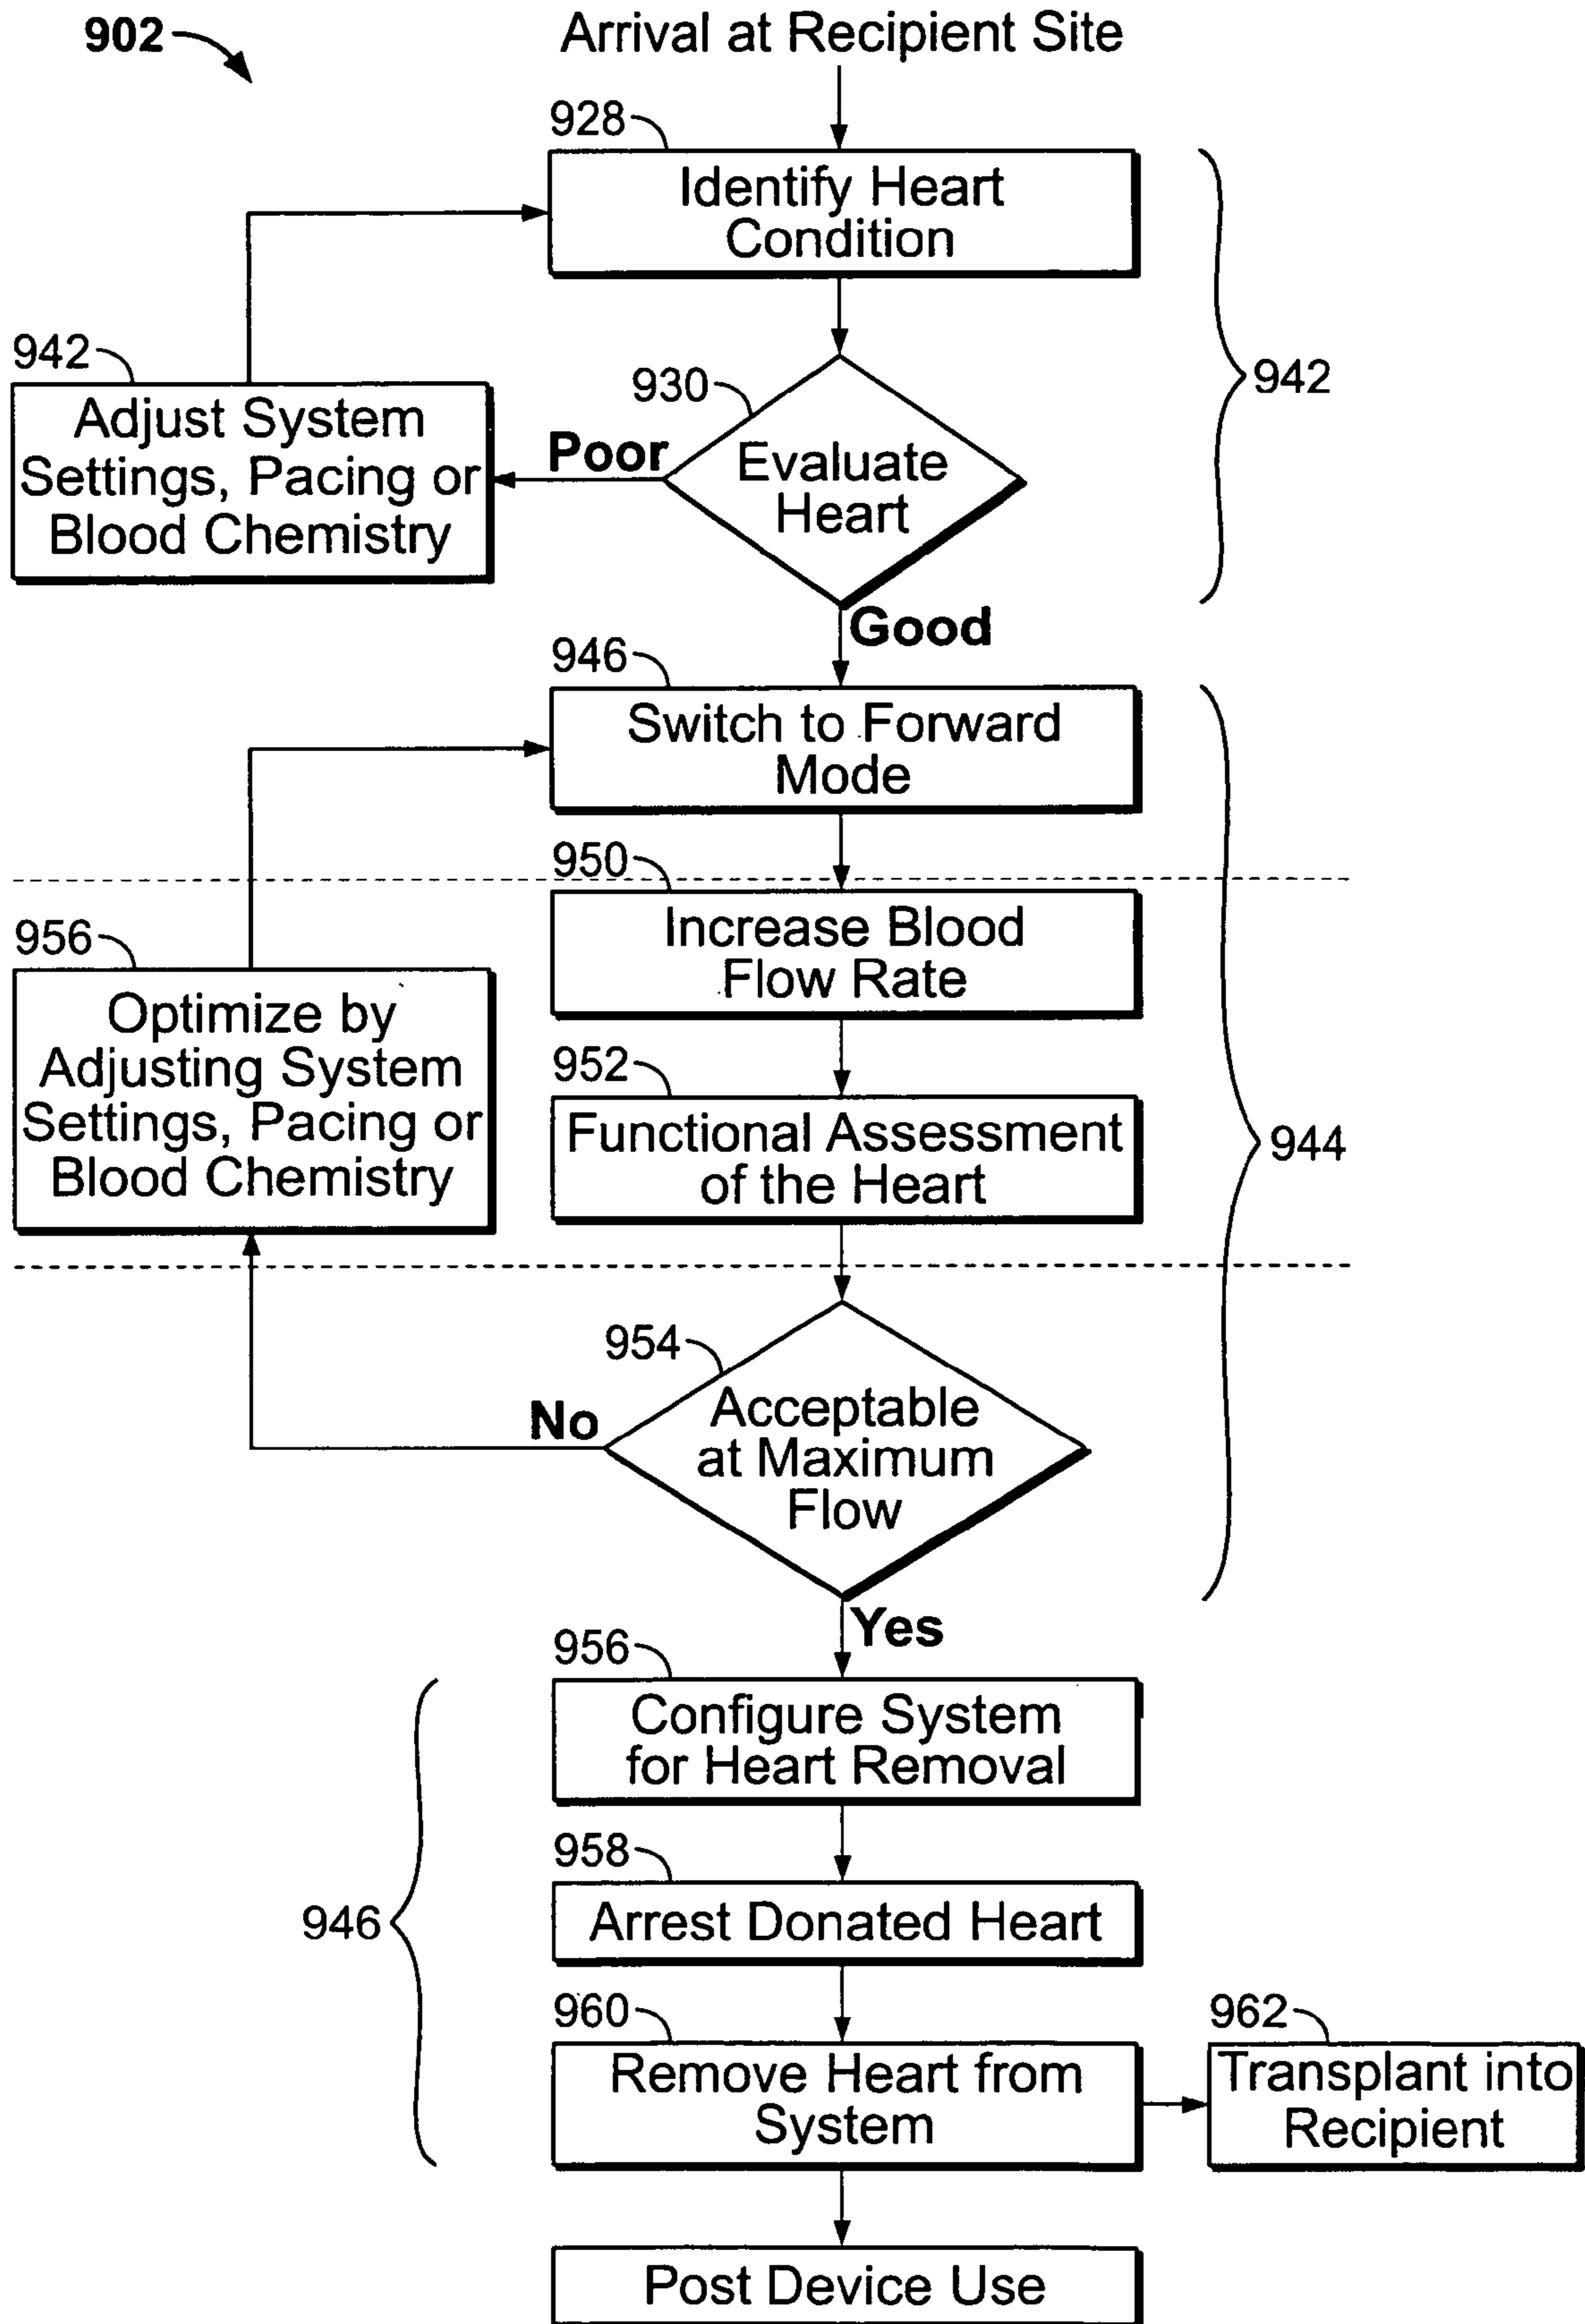 902
Arrival at Recipient Site
928
Identify Heart
Condition
942
Adjust System
Settings, Pacing or
Blood Chemistry
930
Poor
Evaluate
Heart
942
Good
946
Switch to Forward
Mode
950
Increase Blood
Flow Rate
956
Optimize by
Adjusting System
Settings, Pacing or
Blood Chemistry
952
Functional Assessment
of the Heart
944
954
No
Acceptable
at Maximum
Flow
Yes
956
Configure System
for Heart Removal
958
Arrest Donated Heart
946
960
Remove Heart from
System
962
Transplant into
Recipient
Post Device Use